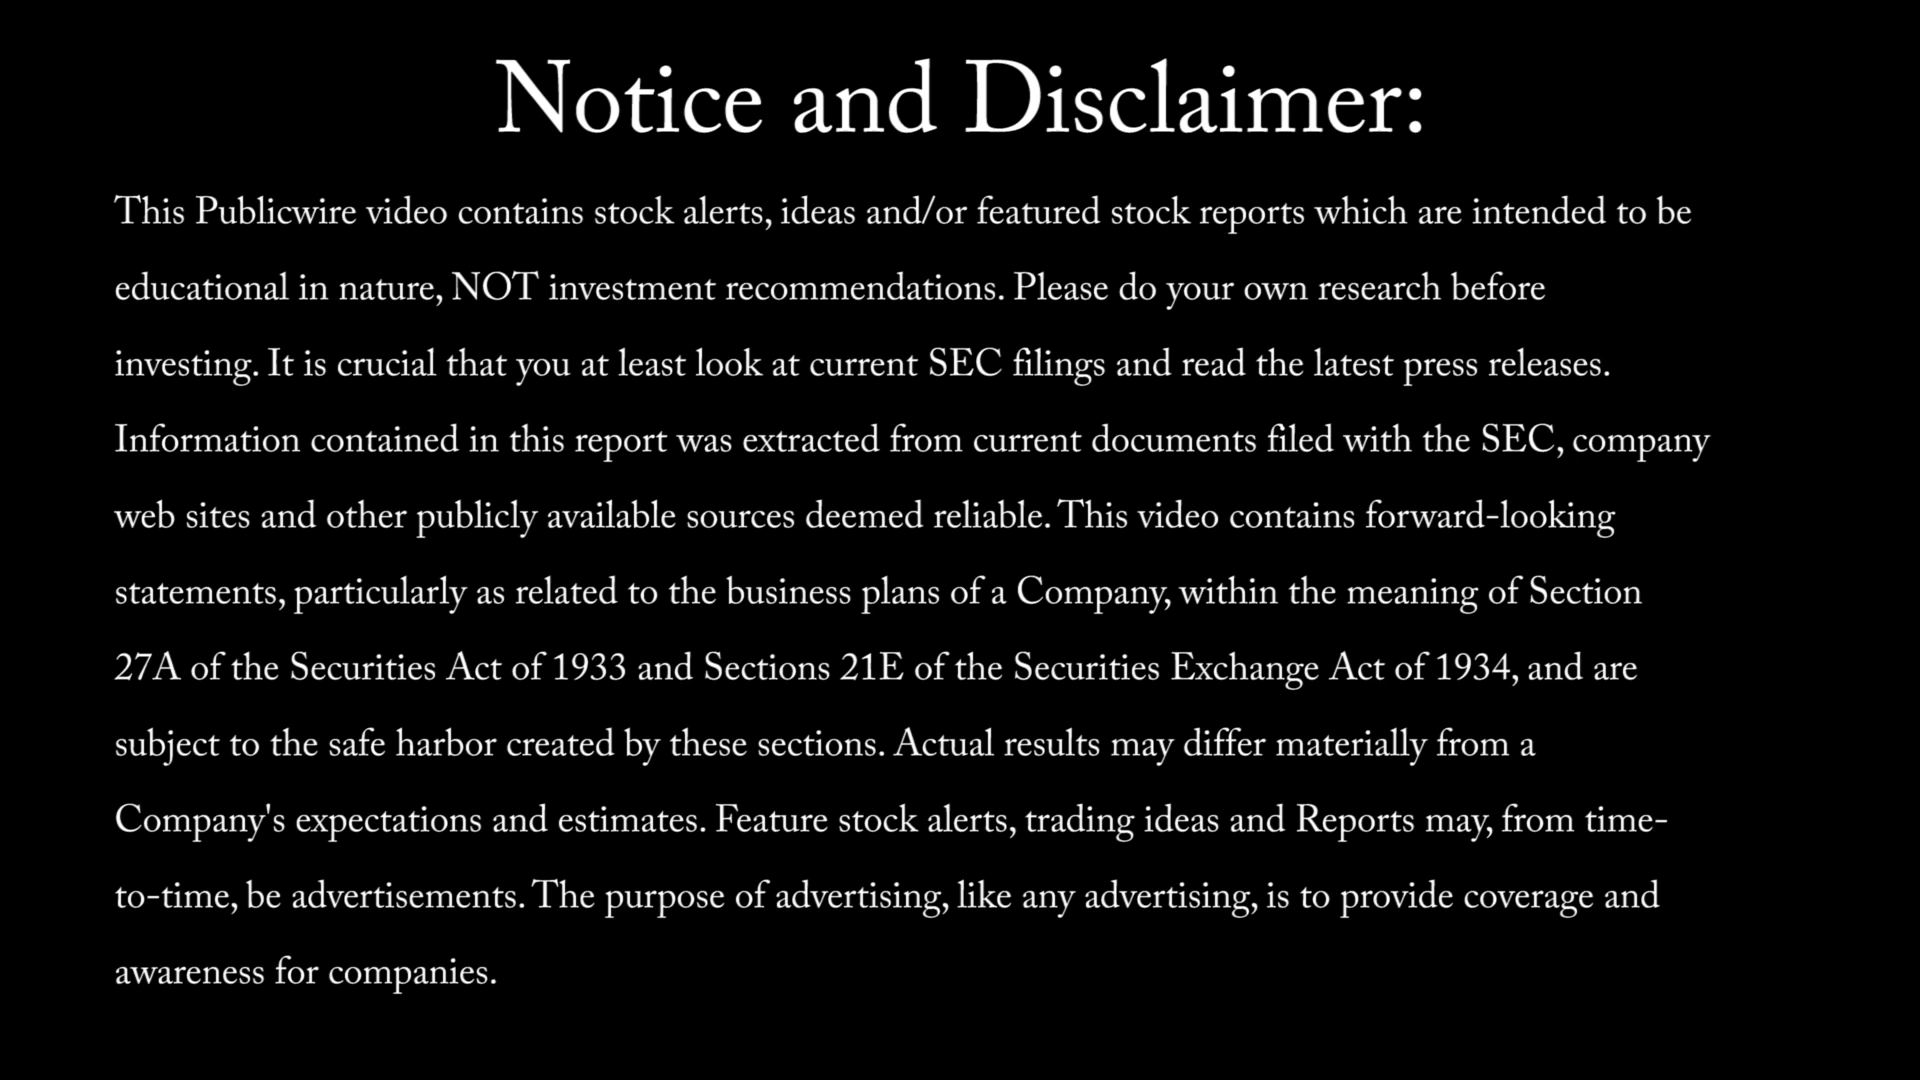 Notice and Disclaimer:
This Publicwire video contains stock alerts, ideas and/or featured stock reports which are intended to be
educational in nature, NOT investment recommendations. Please do your own research before
investing. It is crucial that you at least look at current SEC filings and read the latest press releases.
Information contained in this report was extracted from current documents filed with the SEC, company
web sites and other publicly available sources deemed reliable. This video contains forward-looking
statements, particularly as related to the business plans of a Company, within the meaning of Section
27A of the Securities Act of 1933 and Sections 21E of the Securities Exchange Act of 1934, and are
subject to the safe harbor created by these sections. Actual results may differ materially from a
Company's expectations and estimates. Feature stock alerts, trading ideas and Reports may, from time-
to-time, be advertisements. The purpose of advertising, like any advertising, is to provide coverage and
awareness for companies.